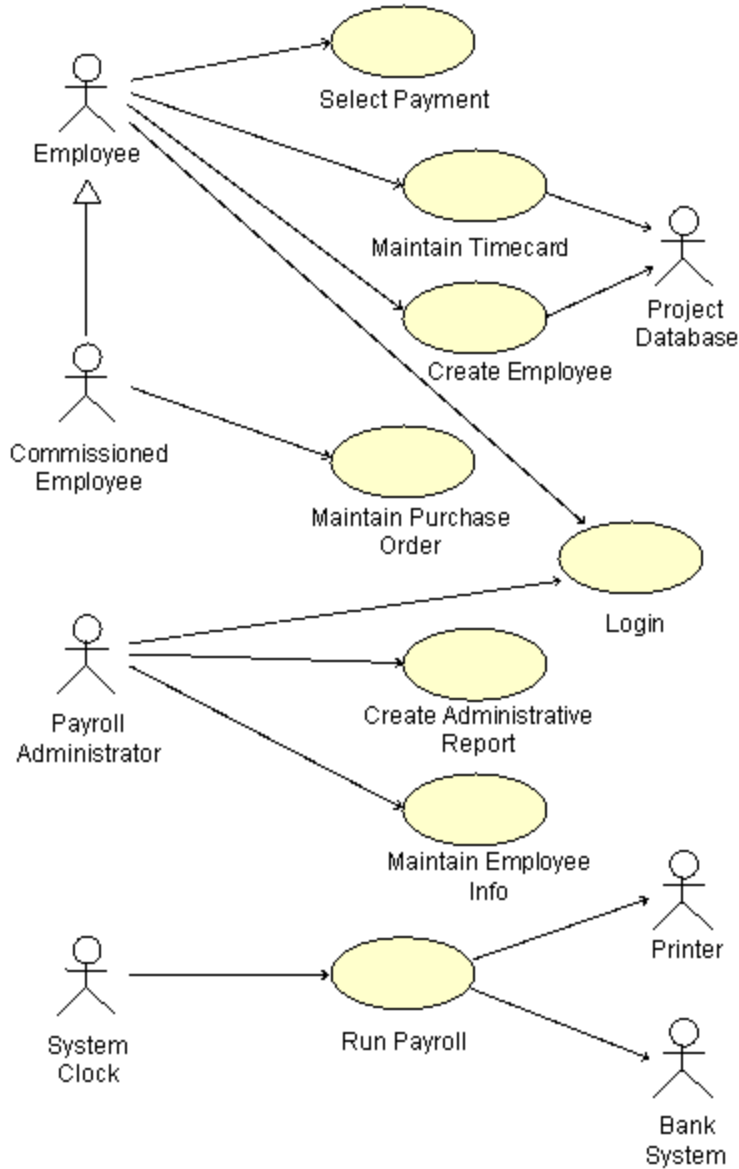 Select Payment
Employee
Maintain Timecard
Project
Database
Create Employee
Commissioned
Employee
Maintain Purchase
Order
Login
Payroll
Administrator
Create Administrative
Report
Maintain Employee
Info
Printer
System
Clock
Run Payroll
Bank
System